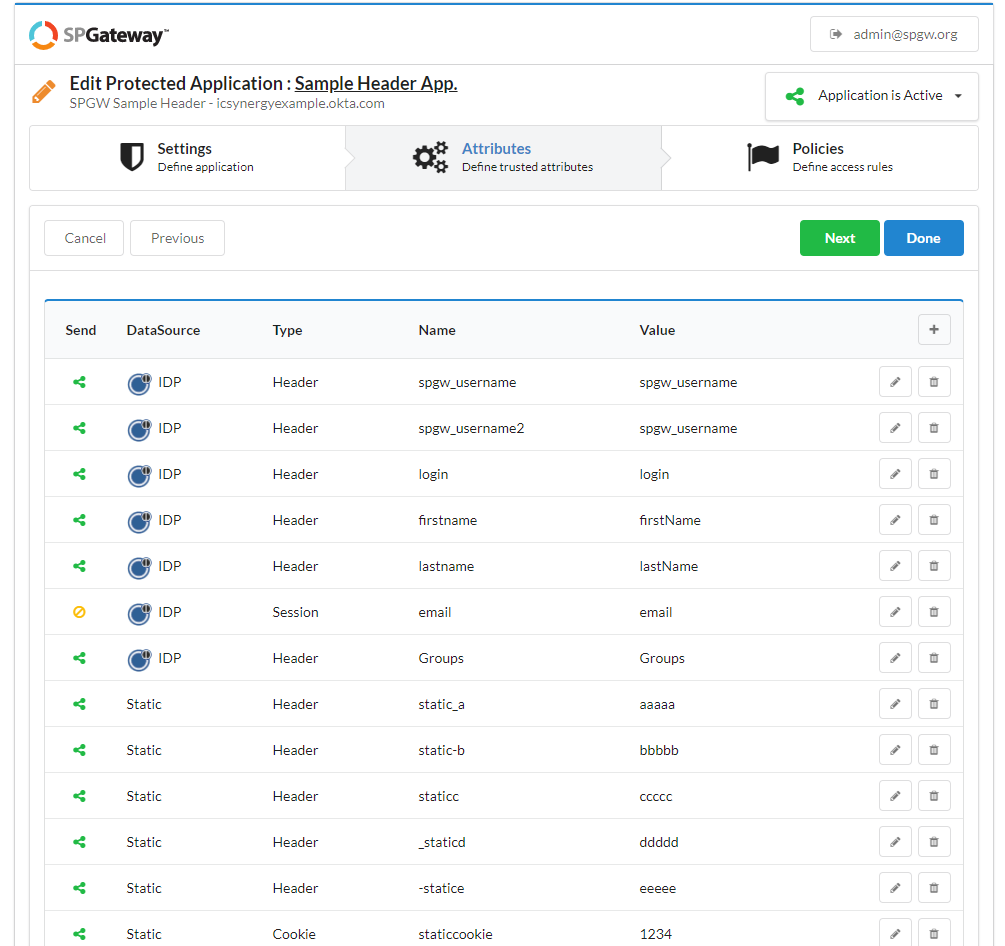 SPGateway™
admin@spgw.org
Edit Protected Application : Sample Header App.
SPGW Sample Header - icsynergyexample.okta.com
Application is Active
Settings
Define application
Attributes
Define trusted attributes
Policies
Define access rules
Cancel Previous Next Done
Send DataSource Type Name Value
IDP Header spgw_username spgw_username
IDP Header spgw_username2 spgw_username
IDP Header login login
IDP Header firstname firstName
IDP Header lastname lastName
IDP Session email email
IDP Header Groups Groups
Static Header static_a aaaaa
Static Header static-b bbbbb
Static Header staticc ccccc
Static Header _staticd ddddd
Static Header -statice eeeee
Static Cookie staticcookie 1234